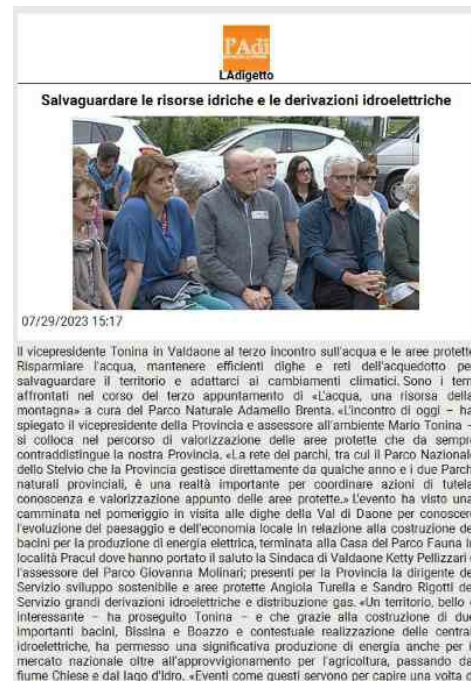 l'Adi
LAdigetto
Salvaguardare le risorse idriche e le derivazioni idroelettriche
07/29/2023 15:17
Il vicepresidente Tonina in Valdaone al terzo incontro sull'acqua e le aree protette
Risparmiare l'acqua, mantenere efficienti dighe e reti dell'acquedotto per
salvaguardare il territorio e adattarci ai cambiamenti climatici. Sono i temi
affrontati nel corso del terzo appuntamento di «L'acqua, una risorsa della
montagna» a cura del Parco Naturale Adamello Brenta. «L'incontro di oggi – ha
spiegato il vicepresidente della Provincia e assessore all'ambiente Mario Tonina –
si colloca nel percorso di valorizzazione delle aree protette che da sempre
contraddistingue la nostra Provincia. «La rete dei parchi, tra cui il Parco Nazionale
dello Stelvio che la Provincia gestisce direttamente da qualche anno e i due Parchi
naturali provinciali, è una realtà importante per coordinare azioni di tutela,
conoscenza e valorizzazione appunto delle aree protette.» L'evento ha visto una
camminata nel pomeriggio in visita alle dighe della Val di Daone per conoscere
l'evoluzione del paesaggio e dell'economia locale in relazione alla costruzione dei
bacini per la produzione di energia elettrica, terminata alla Casa del Parco Fauna in
località Pracul dove hanno portato il saluto la Sindaca di Valdaone Ketty Pellizzari
l'assessore del Parco Giovanna Molinari; presenti per la Provincia la dirigente del
Servizio sviluppo sostenibile e aree protette Angiola Turella e Sandro Rigotti del
Servizio grandi derivazioni idroelettriche e distribuzione gas. «Un territorio, bello e
interessante – ha proseguito Tonina – e che grazie alla costruzione di due
importanti bacini, Bissina e Boazzo e contestuale realizzazione delle centrali
idroelettriche, ha permesso una significativa produzione di energia anche per il
mercato nazionale oltre all'approvvigionamento per l'agricoltura, passando dal
fiume Chiese e dal lago d'Idro. «Eventi come questi servono per capire una volta